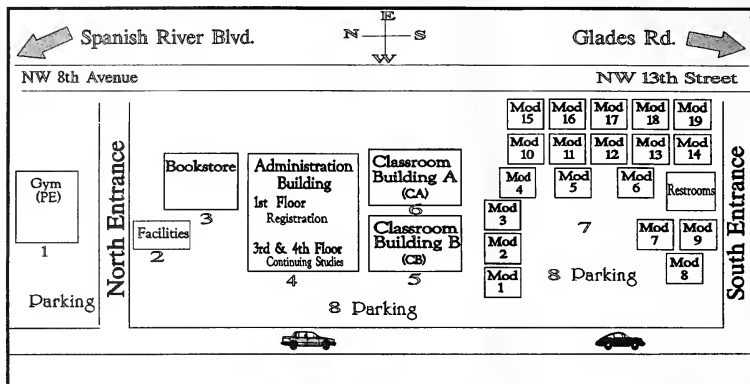 E
Spanish River Blvd.
N S
Glades Rd.
W
NW 8th Avenue
NW 13th Street
Mod 15
Mod 16
Mod 17
Mod 18
Mod 19
Mod 10
Mod 11
Mod 12
Mod 13
Mod 14
Gym
(PE)
1
Parking
North Entrance
Bookstore
3
Facilities
2
Administration
Building
1st Floor
Registration
3rd & 4th Floor
Continuing Studies
4
Classroom
Building A
(CA)
6
Classroom
Building B
(CB)
5
8 Parking
Mod 4
Mod 5
Mod 6
Restrooms
Mod 3
Mod 2
Mod 1
7
8 Parking
Mod 7
Mod 9
Mod 8
South Entrance